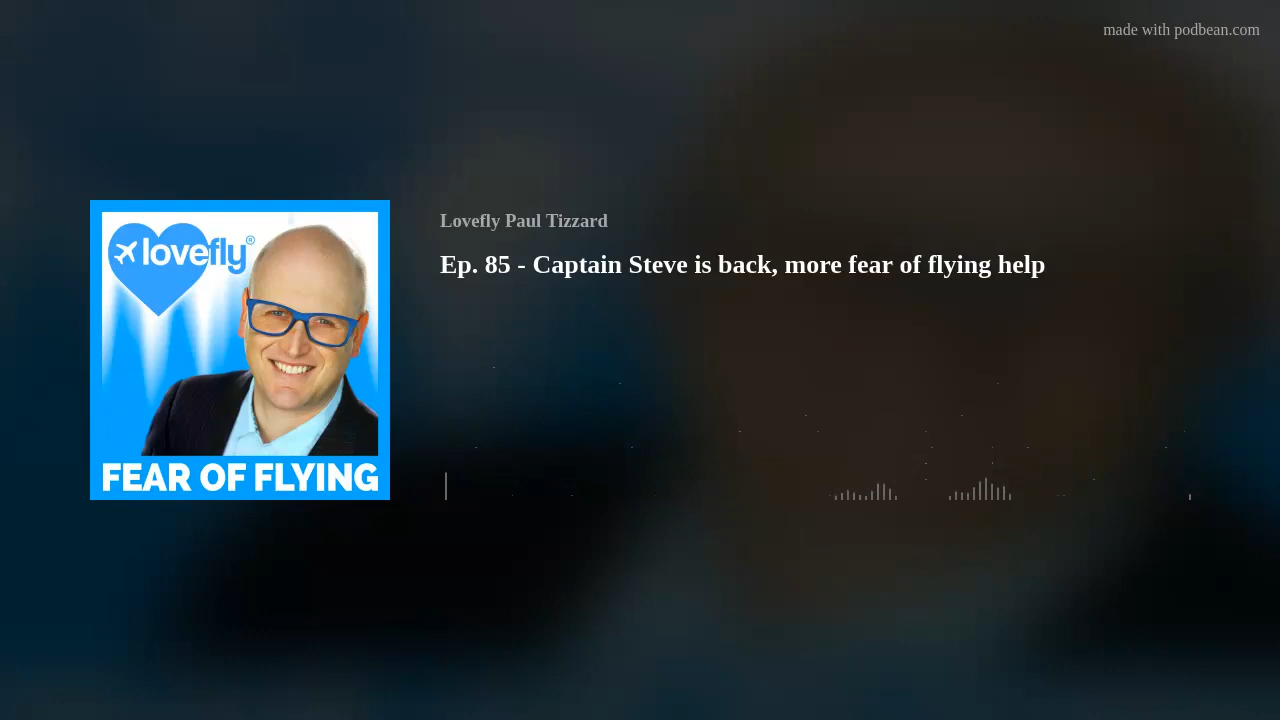 made with podbean.com
lovefly®
Lovefly Paul Tizzard
Ep. 85 - Captain Steve is back, more fear of flying help
FEAR OF FLYING